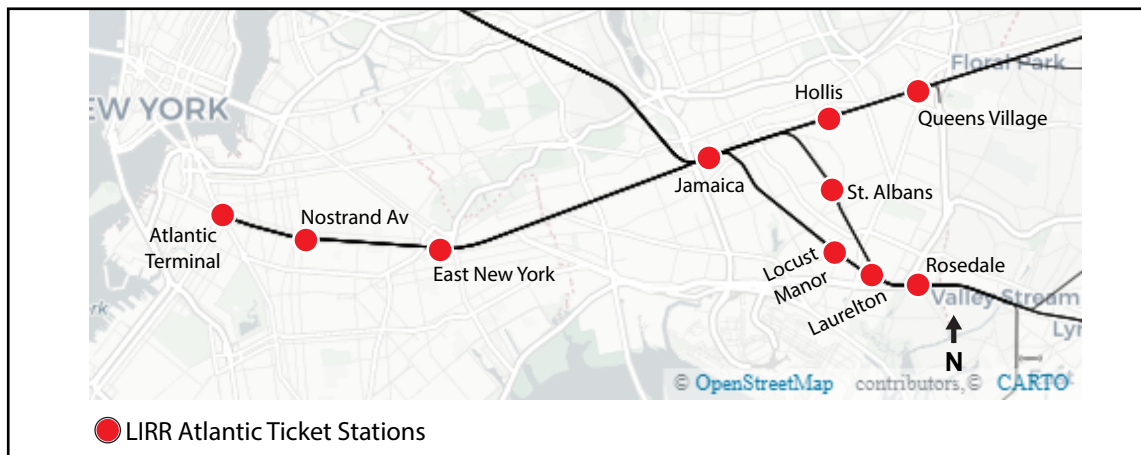 Floral Park
Hollis
EW YORK
Queens Village
Jamaica
St. Albans
Nostrand Av
Atlantic
Terminal
East New York
Locust
Manor
Rosedale
Laurelton
Valley Stream
N
© OpenStreetMap contributors, © CARTO
LIRR Atlantic Ticket Stations